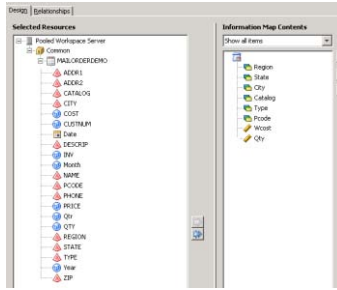 Design
Relationships
Selected Resources
Pooled Workspace Server
Common
MAILORDERDEMO
ADDR1
ADDR2
CATALOG
CITY
COST
CUSTNUM
Date
DESCRIP
INV
Month
NAME
PCODE
PHONE
PRICE
Qtr
QTY
REGION
STATE
TYPE
Year
ZIP
Information Map Contents
Show all items
Region
State
City
Catalog
Type
Pcode
Wcost
Qty